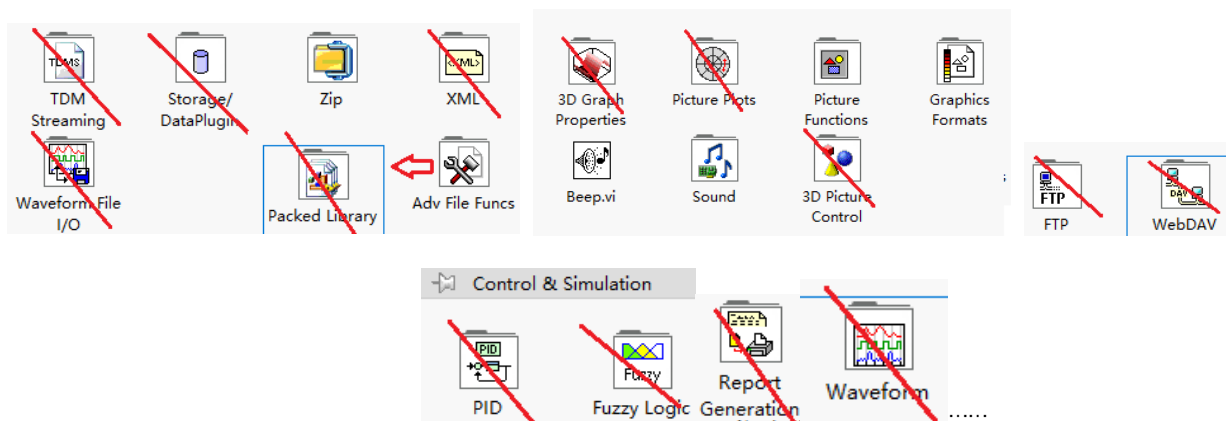 TDMS
<XML>
TDM
Streaming
Storage/
DataPlugin
Zip
XML
3D Graph
Properties
Picture Plots
Picture
Functions
Graphics
Formats
Waveform File
I/O
Packed Library
Adv File Funcs
Beep.vi
Sound
3D Picture
Control
FTP
FTP
DAV
WebDAV
Control & Simulation
PID
PID
Fuzzy
Fuzzy Logic
Report
Generation
Waveform
......